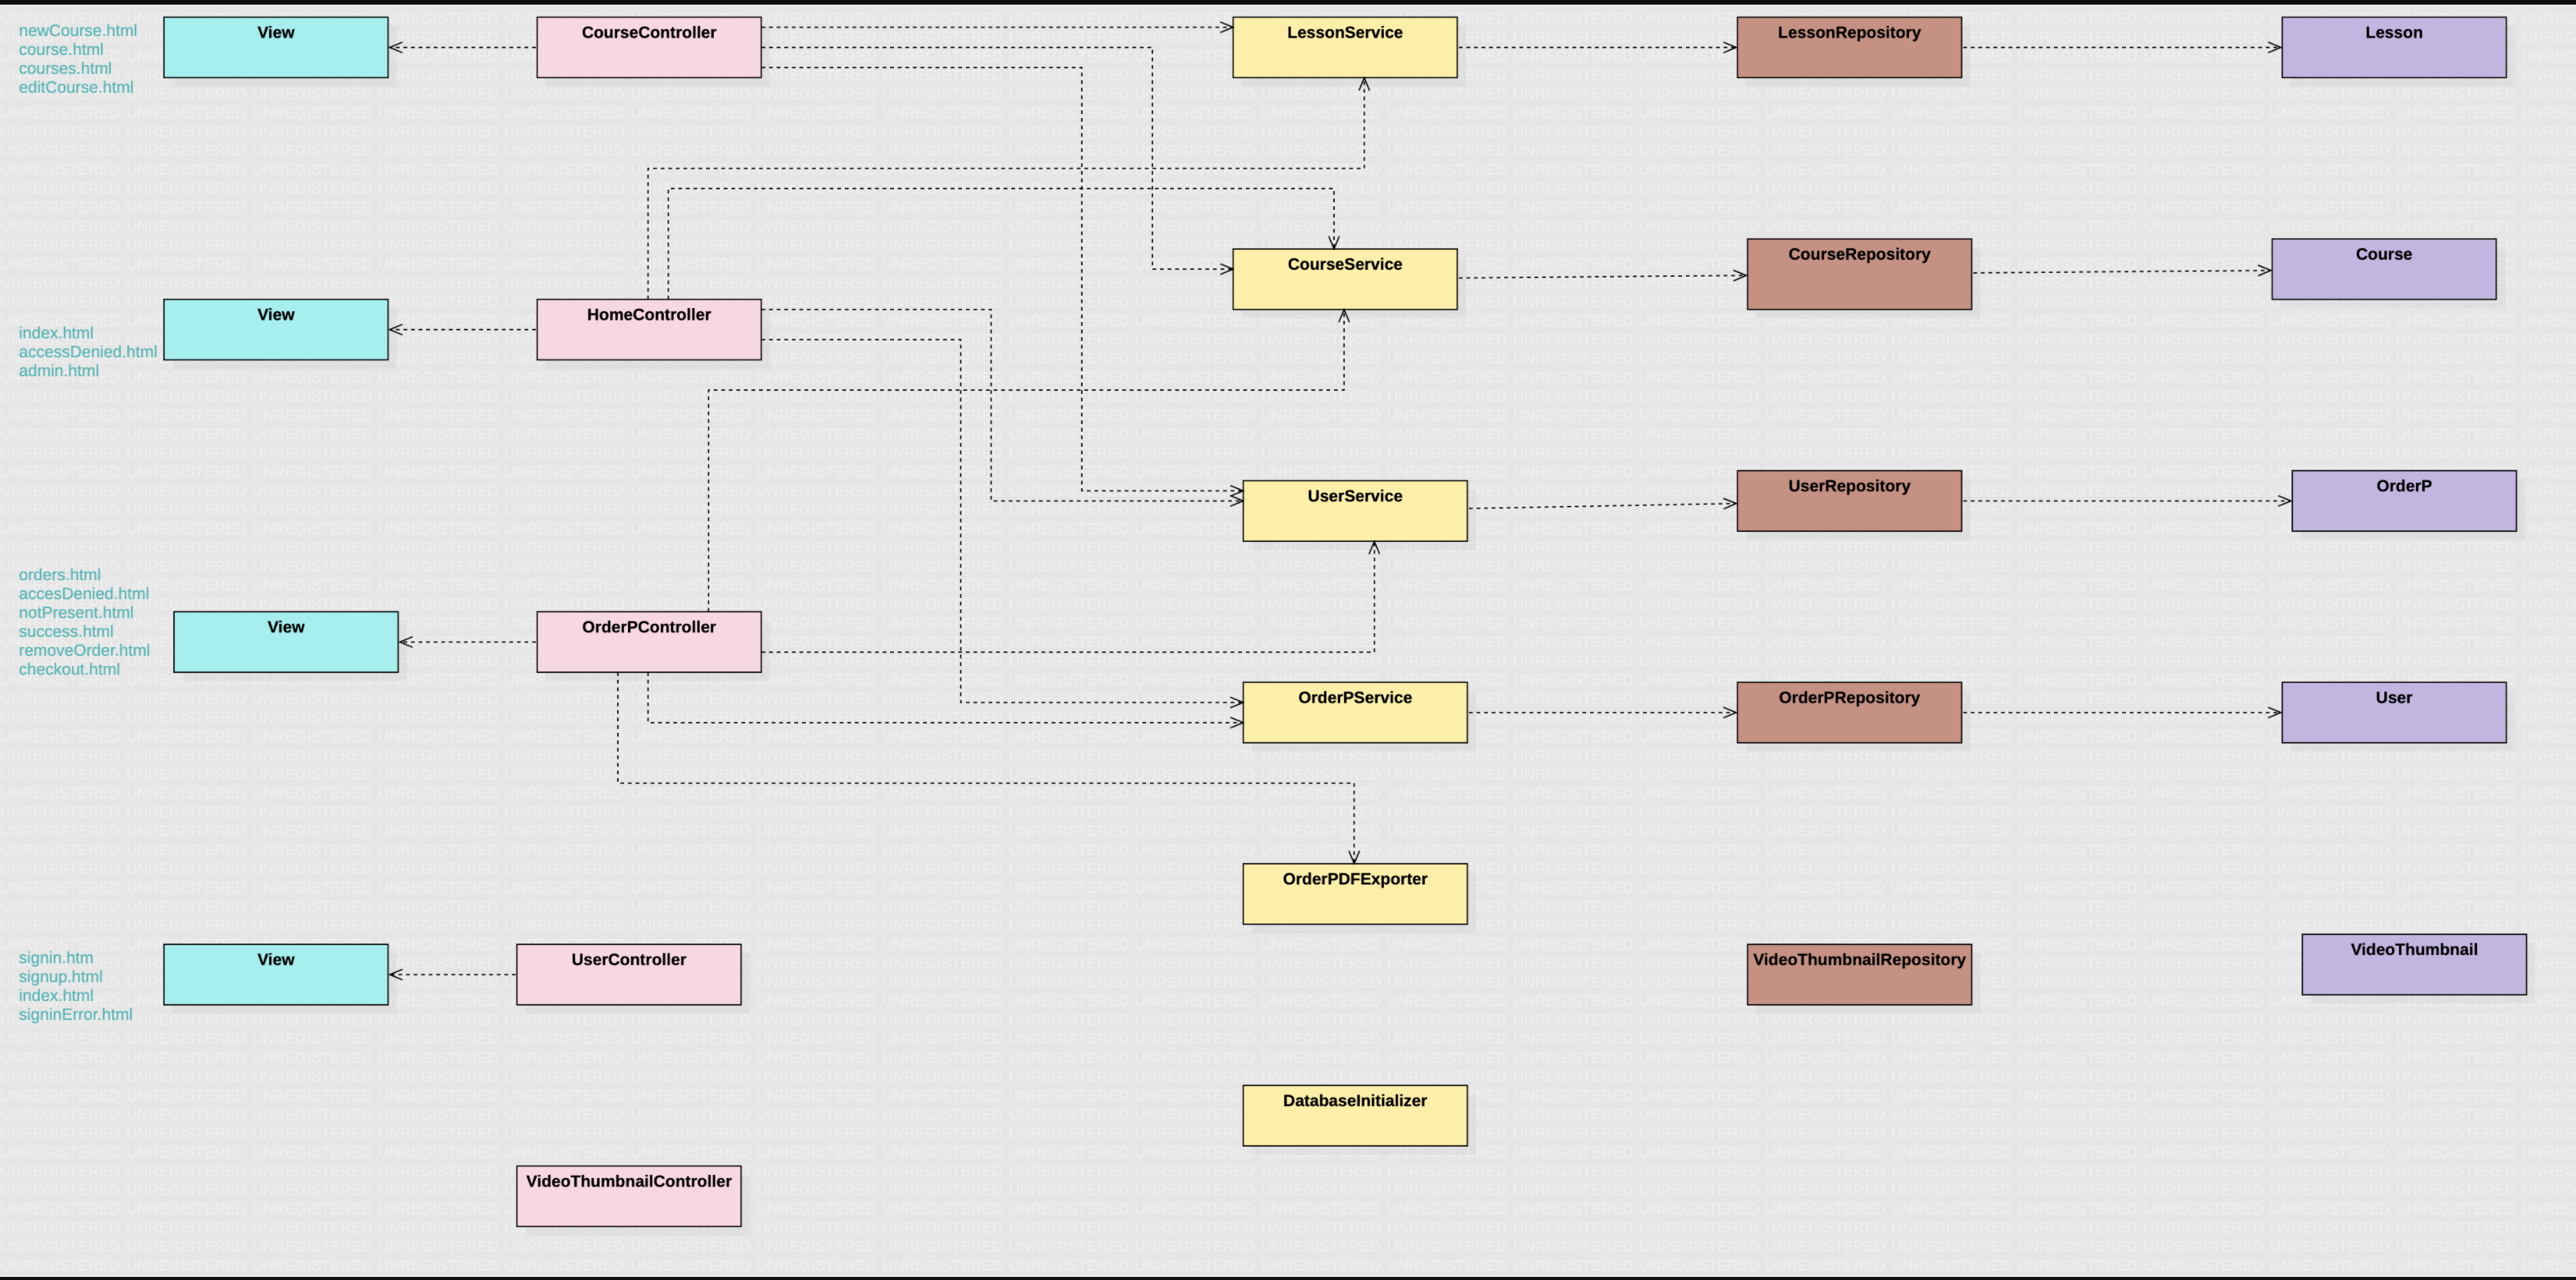 newCourse.html
course.html
courses.html
editCourse.html
View
CourseController
LessonService
LessonRepository
Lesson
CourseService
CourseRepository
Course
View
HomeController
index.html
accessDenied.html
admin.html
UserService
UserRepository
OrderP
orders.html
accesDenied.html
notPresent.html
success.html
removeOrder.html
checkout.html
View
OrderPController
OrderPService
OrderPRepository
User
OrderPDFExporter
signin.htm
signup.html
index.html
signinError.html
View
UserController
VideoThumbnailRepository
VideoThumbnail
DatabaseInitializer
VideoThumbnailController
UNREGISTERED